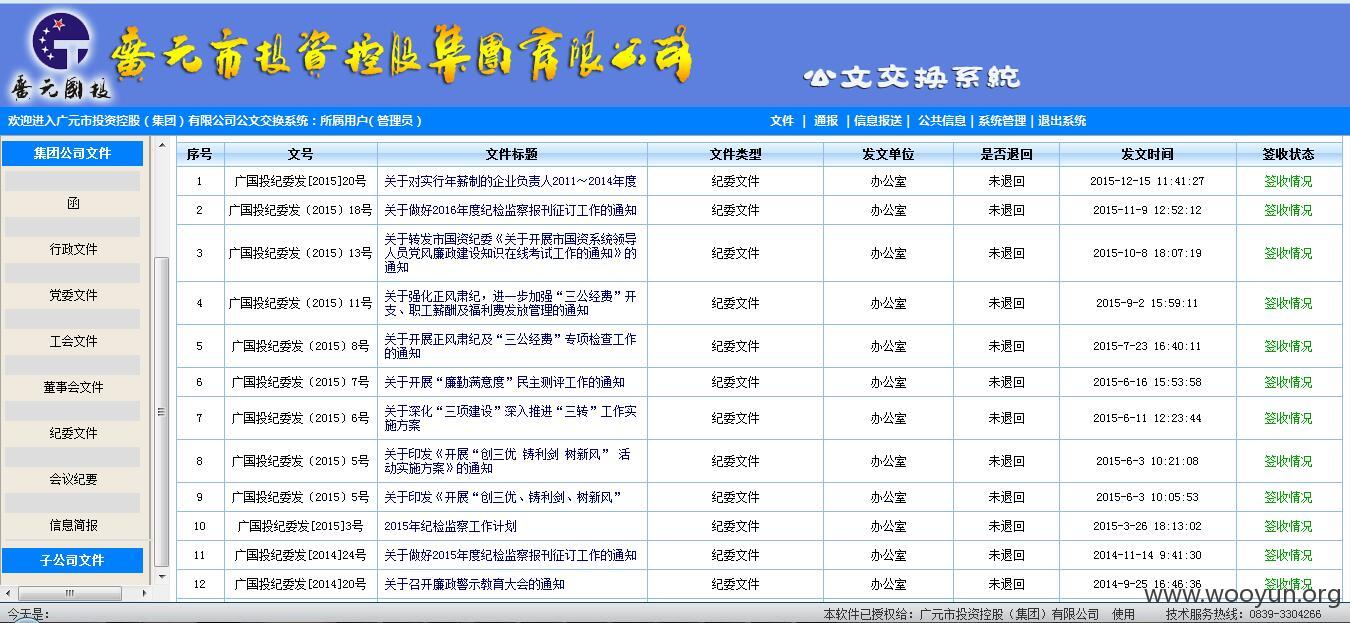 广元市投资控股集團有限公司
广元國投
公文交换系统
欢迎进入广元市投资控股（集团）有限公司公文交换系统：所属用户(管理员)
文件 | 通报 | 信息报送 | 公共信息 | 系统管理 | 退出系统
集团公司文件
函
行政文件
党委文件
工会文件
董事会文件
纪委文件
会议纪要
信息简报
子公司文件
序号 文号 文件标题 文件类型 发文单位 是否退回 发文时间 签收状态
1 广国投纪委发[2015]20号 关于对实行年薪制的企业负责人2011～2014年度 纪委文件 办公室 未退回 2015-12-15 11:41:27 签收情况
2 广国投纪委发（2015）18号 关于做好2016年度纪检监察报刊征订工作的通知 纪委文件 办公室 未退回 2015-11-9 12:52:12 签收情况
3 广国投纪委发（2015）13号 关于转发市国资纪委《关于开展市国资系统领导
人员党风廉政建设知识在线考试工作的通知》的
通知 纪委文件 办公室 未退回 2015-10-8 18:07:19 签收情况
4 广国投纪委发（2015）11号 关于强化正风肃纪，进一步加强“三公经费”开
支、职工薪酬及福利费发放管理的通知 纪委文件 办公室 未退回 2015-9-2 15:59:11 签收情况
5 广国投纪委发（2015）8号 关于开展正风肃纪及“三公经费”专项检查工作
的通知 纪委文件 办公室 未退回 2015-7-23 16:40:11 签收情况
6 广国投纪委发（2015）7号 关于开展“廉勤满意度”民主测评工作的通知 纪委文件 办公室 未退回 2015-6-16 15:53:58 签收情况
7 广国投纪委发（2015）6号 关于深化“三项建设”深入推进“三转”工作实
施方案 纪委文件 办公室 未退回 2015-6-11 12:23:44 签收情况
8 广国投纪委发（2015）5号 关于印发《开展“创三优 铸利剑 树新风” 活
动实施方案》的通知 纪委文件 办公室 未退回 2015-6-3 10:21:08 签收情况
9 广国投纪委发（2015）5号 关于印发《开展“创三优、铸利剑、树新风” 纪委文件 办公室 未退回 2015-6-3 10:05:53 签收情况
10 广国投纪委发[2015]3号 2015年纪检监察工作计划 纪委文件 办公室 未退回 2015-3-26 18:13:02 签收情况
11 广国投纪委发[2014]24号 关于做好2015年度纪检监察报刊征订工作的通知 纪委文件 办公室 未退回 2014-11-14 9:41:30 签收情况
12 广国投纪委发[2014]20号 关于召开廉政警示教育大会的通知 纪委文件 办公室 未退回 2014-9-25 16:46:36 签收情况
www.wooyun.org
今天是： 本软件已授权给：广元市投资控股（集团）有限公司 使用 技术服务热线：0839-3304266